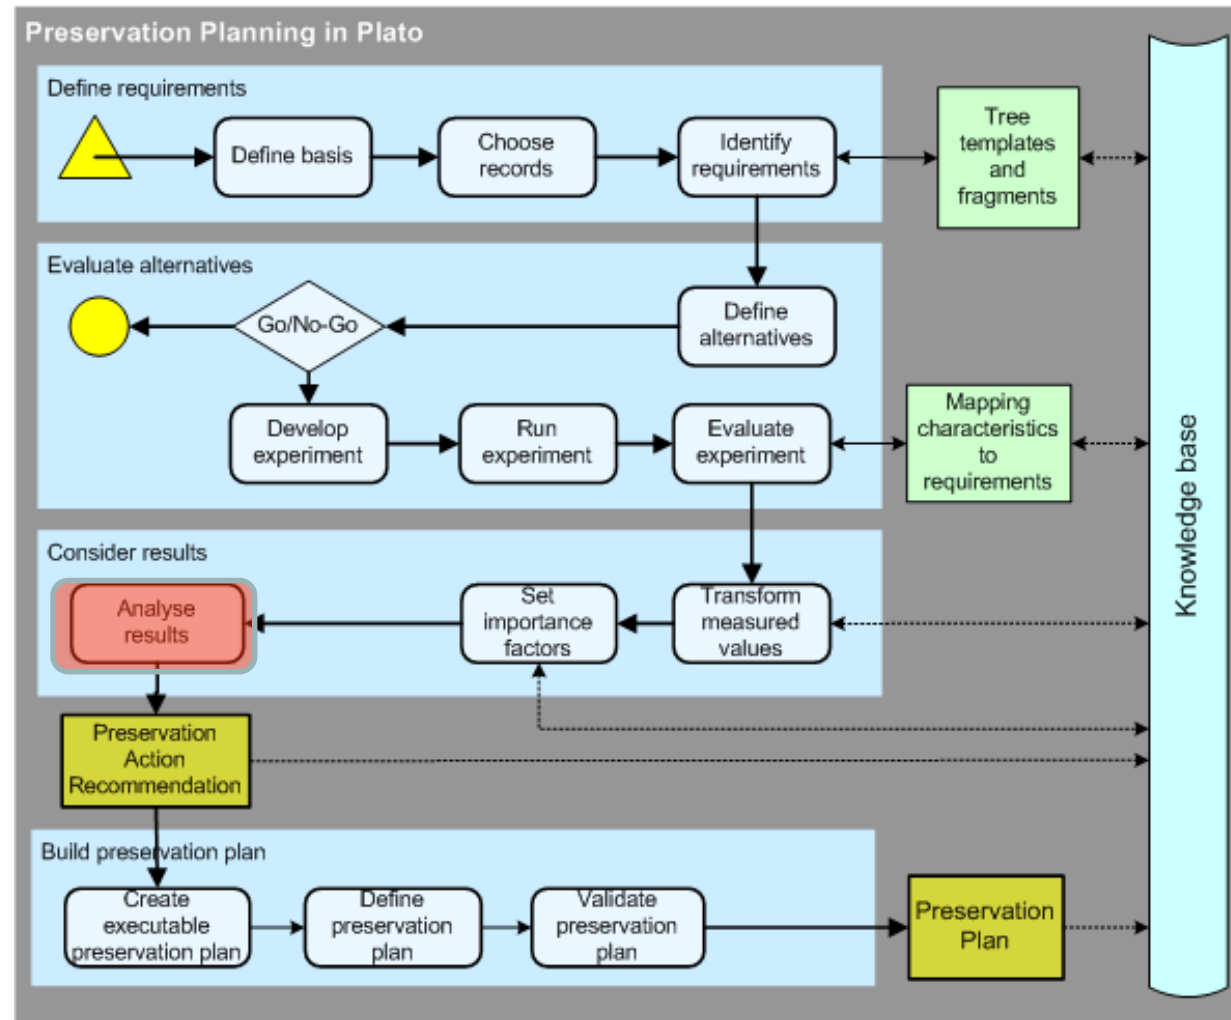 Preservation Planning in Plato
Define requirements
Define basis
Choose
records
Identify
requirements
Tree
templates
and
fragments
Evaluate alternatives
Go/No-Go
Define
alternatives
Develop
experiment
Run
experiment
Evaluate
experiment
Mapping
characteristics
to
requirements
Knowledge base
Consider results
Analyse
results
Set
importance
factors
Transform
measured
values
Preservation
Action
Recommendation
Build preservation plan
Create
executable
preservation plan
Define
preservation
plan
Validate
preservation
plan
Preservation
Plan